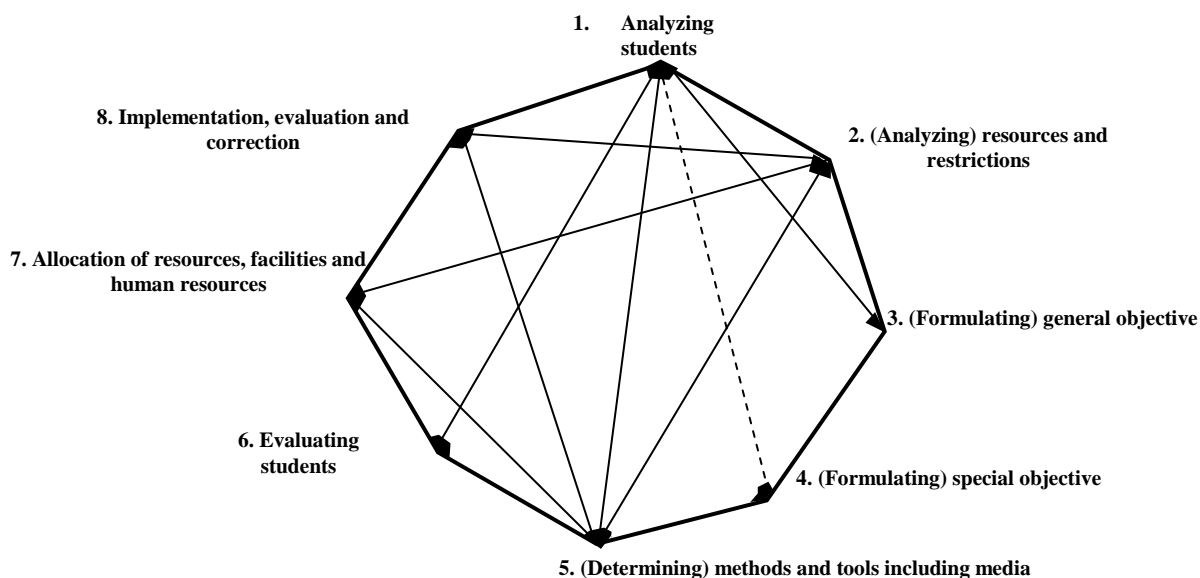 1. Analyzing
students
8. Implementation, evaluation and
correction
2. (Analyzing) resources and
restrictions
7. Allocation of resources, facilities and
human resources
3. (Formulating) general objective
6. Evaluating
students
4. (Formulating) special objective
5. (Determining) methods and tools including media